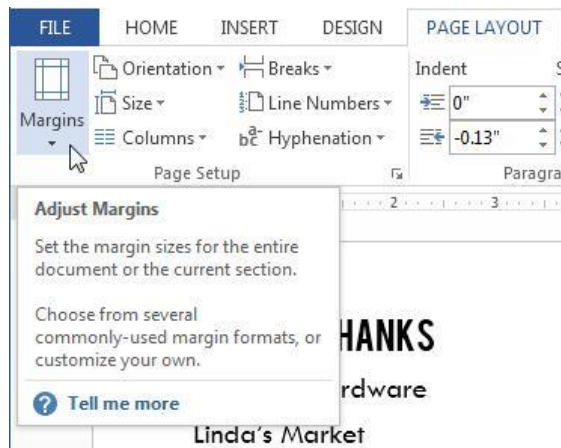 FILE HOME INSERT DESIGN PAGE LAYOUT
Margins
Orientation
Size
Columns
Breaks
Line Numbers
Hyphenation
Page Setup
Indent
0"
-0.13"
2 3
Adjust Margins
Set the margin sizes for the entire
document or the current section.
Choose from several
commonly-used margin formats, or
customize your own.
Tell me more
HANKS
rdware
Linda's Market